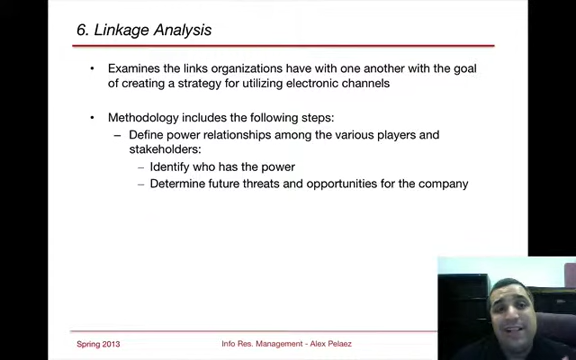 6. Linkage Analysis
• Examines the links organizations have with one another with the goal
of creating a strategy for utilizing electronic channels
• Methodology includes the following steps:
– Define power relationships among the various players and
stakeholders:
– Identify who has the power
– Determine future threats and opportunities for the company
Spring 2013
Info Res. Management - Alex Pelaez